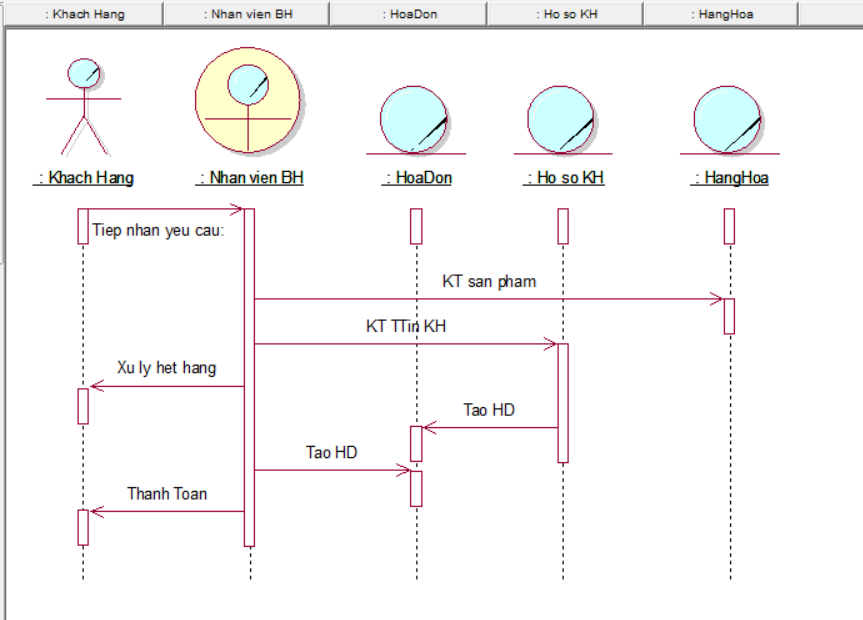 : Khach Hang
: Nhan vien BH
: HoaDon
: Ho so KH
: HangHoa
: Khach Hang
: Nhan vien BH
: HoaDon
: Ho so KH
: HangHoa
Tiep nhan yeu cau:
KT san pham
KT TTin KH
Xu ly het hang
Tao HD
Tao HD
Thanh Toan